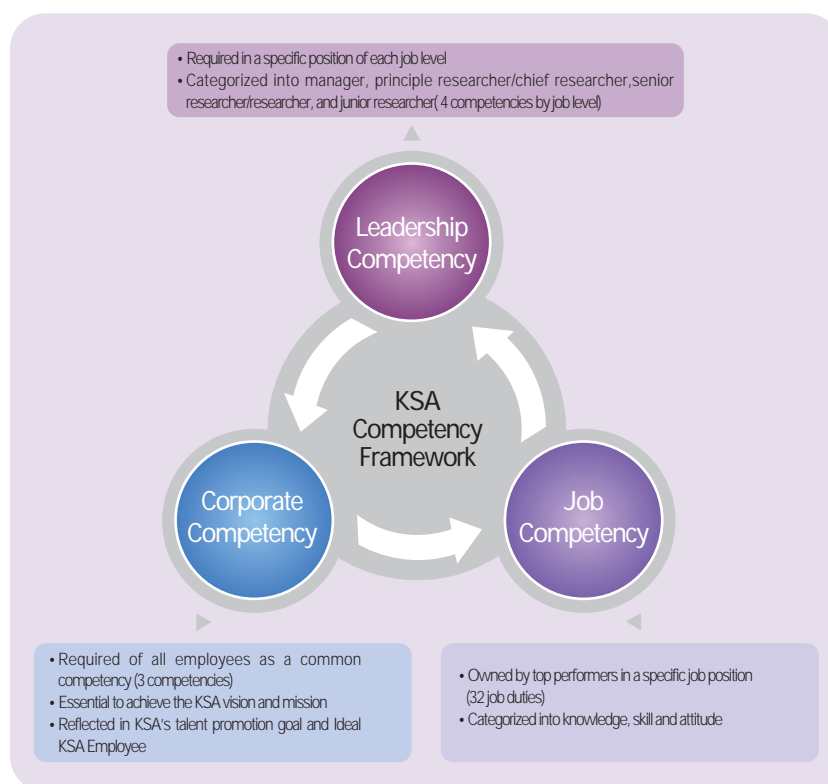 • Required in a specific position of each job level
• Categorized into manager, principle researcher/chief researcher,senior
researcher/researcher, and junior researcher( 4 competencies by job level)
Leadership
Competency
KSA
Competency
Framework
Corporate
Competency
Job
Competency
• Required of all employees as a common
competency (3 competencies)
• Essential to achieve the KSA vision and mission
• Reflected in KSA's talent promotion goal and Ideal
KSA Employee
• Owned by top performers in a specific job position
(32 job duties)
• Categorized into knowledge, skill and attitude